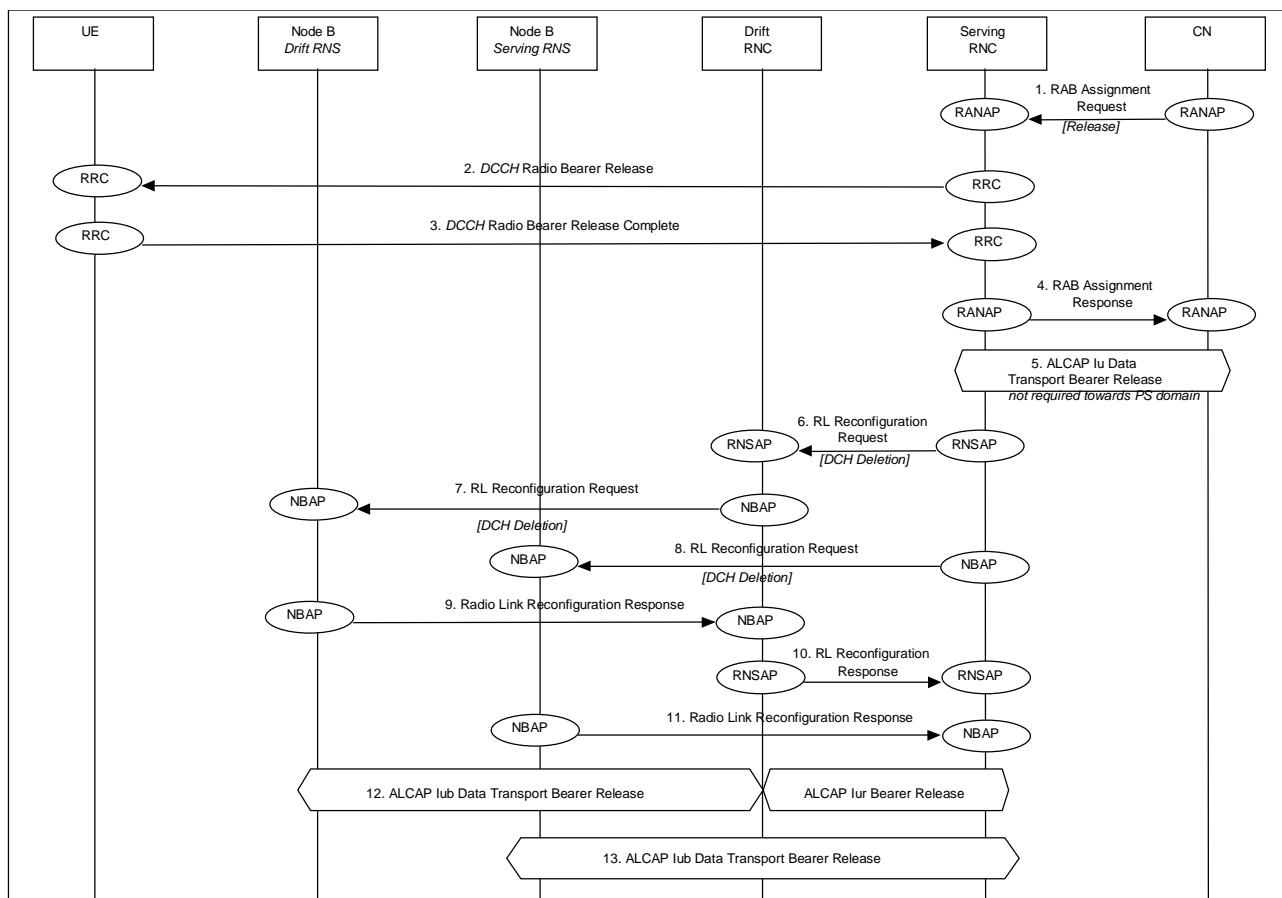 UE
Node B
Drift RNS
Node B
Serving RNS
Drift
RNC
Serving
RNC
CN
1. RAB Assignment
Request
[Release]
RANAP
RANAP
2. DCCH Radio Bearer Release
RRC
RRC
3. DCCH Radio Bearer Release Complete
RRC
RRC
4. RAB Assignment
Response
RANAP
RANAP
5. ALCAP Iu Data
Transport Bearer Release
not required towards PS domain
6. RL Reconfiguration
Request
[DCH Deletion]
RNSAP
RNSAP
7. RL Reconfiguration Request
[DCH Deletion]
NBAP
NBAP
8. RL Reconfiguration Request
[DCH Deletion]
NBAP
NBAP
9. Radio Link Reconfiguration Response
NBAP
NBAP
10. RL Reconfiguration
Response
RNSAP
RNSAP
11. Radio Link Reconfiguration Response
NBAP
NBAP
12. ALCAP Iub Data Transport Bearer Release
ALCAP Iur Bearer Release
13. ALCAP Iub Data Transport Bearer Release